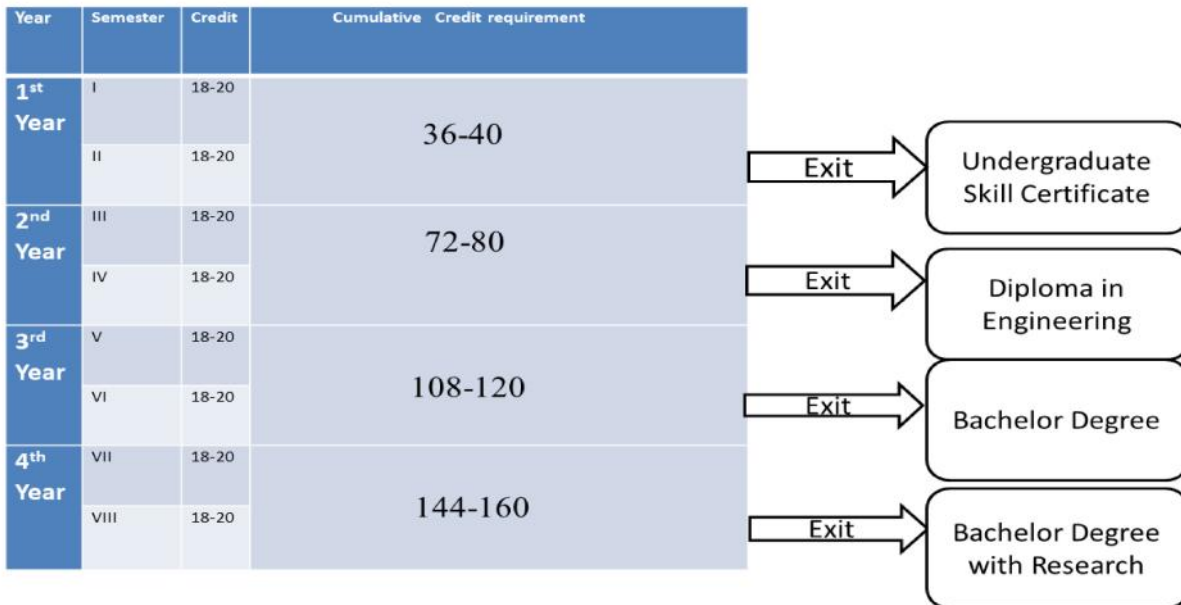 Year Semester Credit Cumulative Credit requirement
1st Year
I 18-20
36-40
II 18-20
Exit
Undergraduate
Skill Certificate
2nd Year
III 18-20
72-80
IV 18-20
Exit
Diploma in
Engineering
3rd Year
V 18-20
108-120
VI 18-20
Exit
Bachelor Degree
4th Year
VII 18-20
144-160
VIII 18-20
Exit
Bachelor Degree
with Research